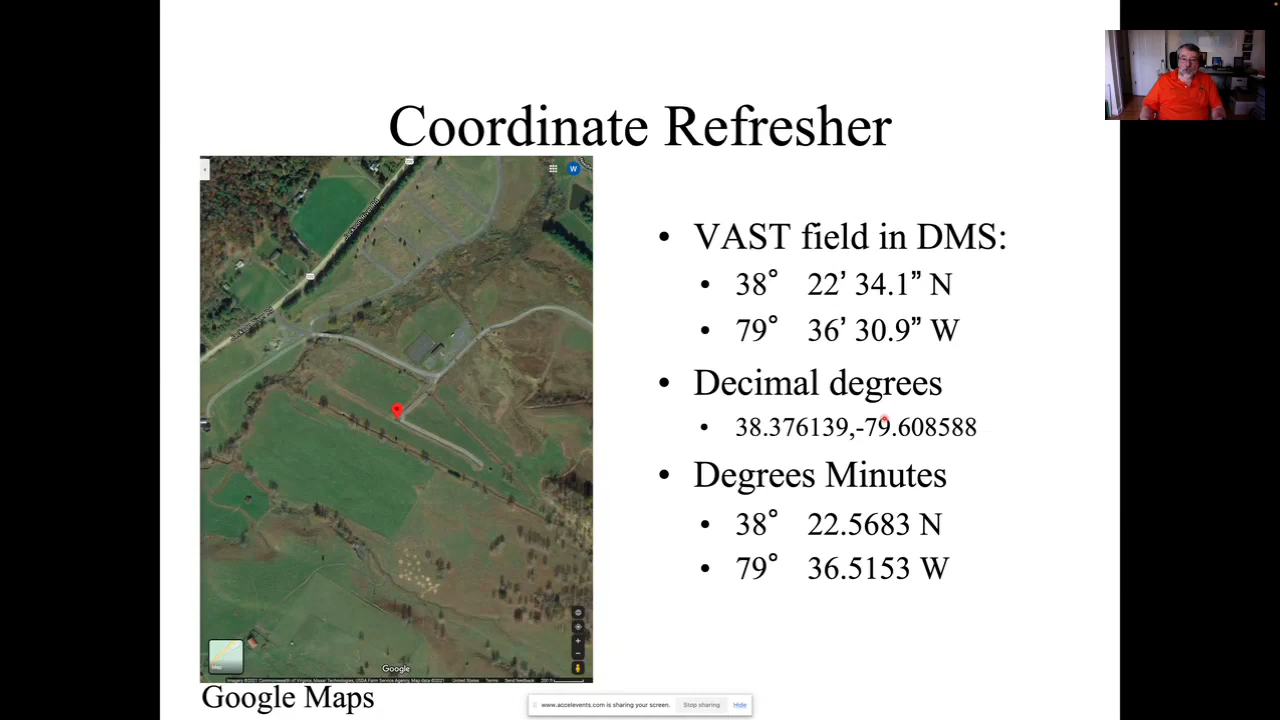 Coordinate Refresher
W
• VAST field in DMS:
• 38° 22’ 34.1” N
• 79° 36’ 30.9” W
• Decimal degrees
• 38.376139,-79.608588
• Degrees Minutes
• 38° 22.5683 N
• 79° 36.5153 W
Map
Google
Google Maps
www.accelevents.com is sharing your screen.
Stop sharing
Hide